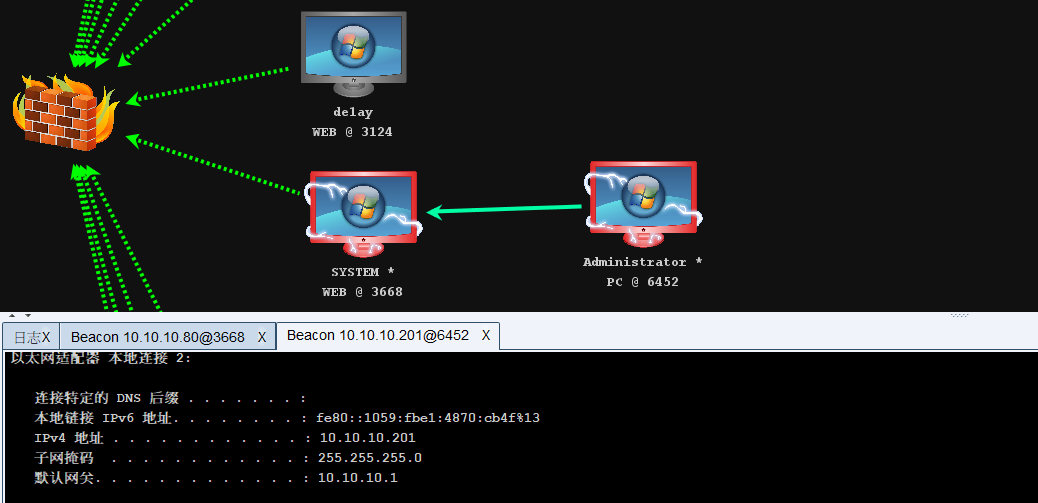 de1ay
WEB @ 3124
SYSTEM *
WEB @ 3668
Administrator *
PC @ 6452
日志X
Beacon 10.10.10.80@3668 X
Beacon 10.10.10.201@6452 X
以太网适配器 本地连接 2:
连接特定的 DNS 后缀 . . . . . . . :
本地链接 IPv6 地址. . . . . . . . : fe80::1059:fbe1:4870:cb4f%13
IPv4 地址 . . . . . . . . . . . . : 10.10.10.201
子网掩码 . . . . . . . . . . . . : 255.255.255.0
默认网关. . . . . . . . . . . . . : 10.10.10.1